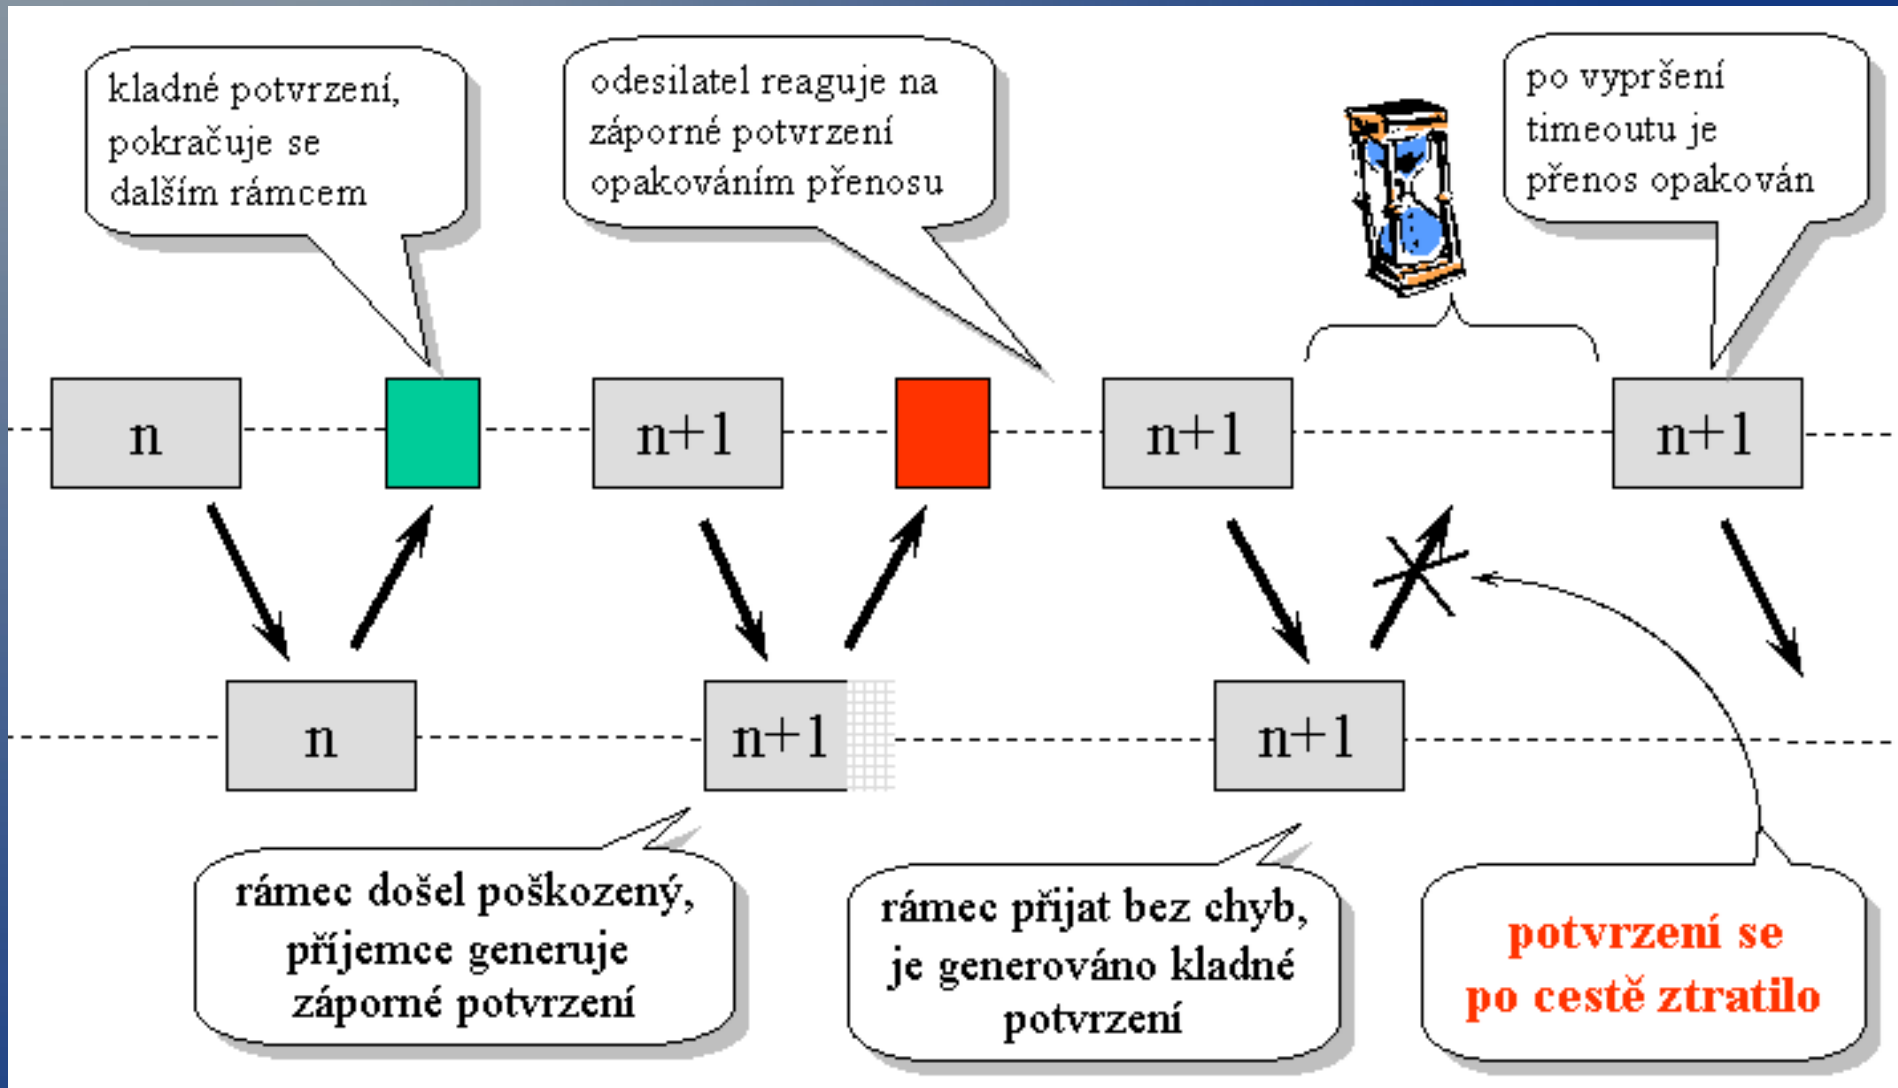 kladné potvrzení,
pokračuje se
dalším rámcem
odesilatel reaguje na
záporné potvrzení
opakováním přenosu
po vypršení
timeoutu je
přenos opakován
n
n+1
n+1
n+1
n
n+1
n+1
rámec došel poškozený,
příjemce generuje
záporné potvrzení
rámec přijat bez chyb,
je generováno kladné
potvrzení
potvrzení se
po cestě ztratilo